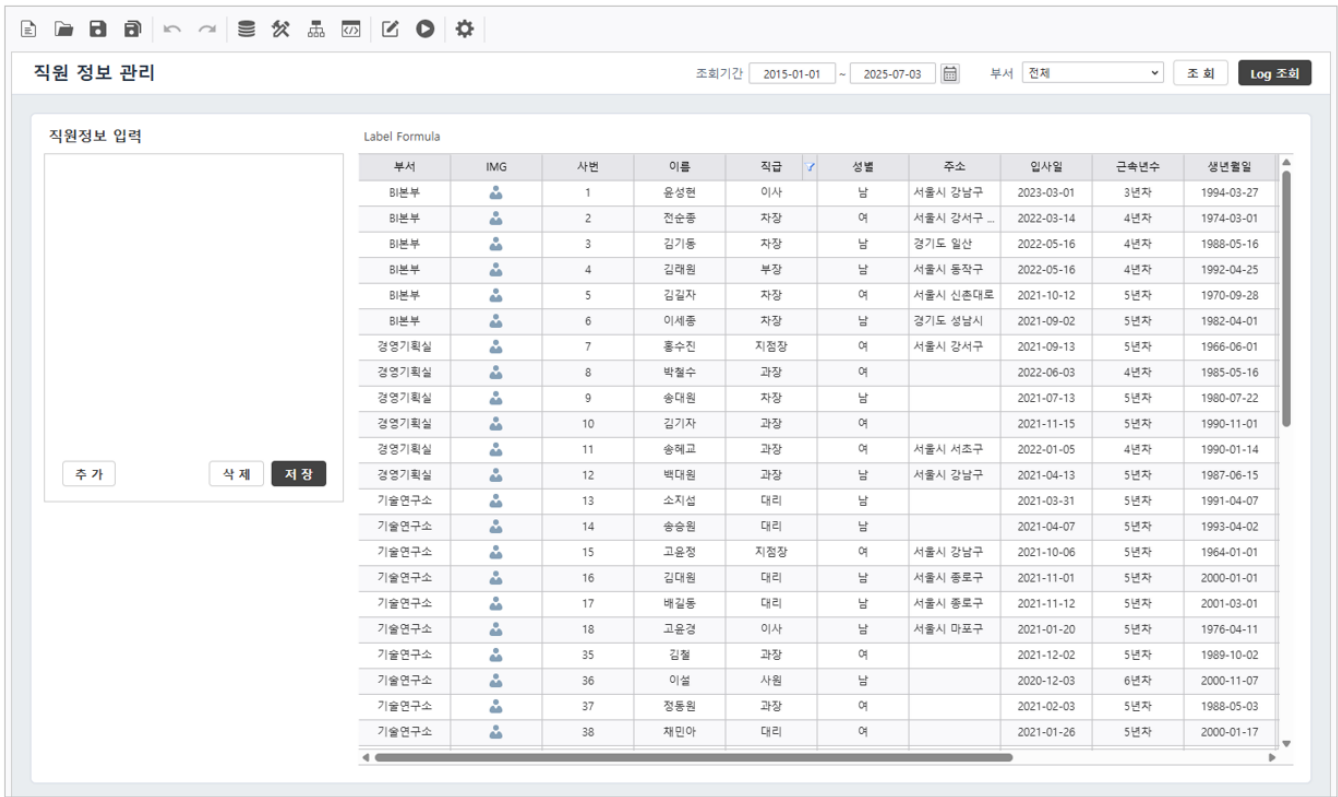 직원 정보 관리
조회기간 2015-01-01 ~ 2025-07-03 부서 전체 조 회 Log 조회
직원정보 입력
Label Formula
부서 IMG 사번 이름 직급 성별 주소 입사일 근속년수 생년월일
BI본부 1 윤성현 이사 남 서울시 강남구 2023-03-01 3년차 1994-03-27
BI본부 2 전순종 차장 여 서울시 강서구 ... 2022-03-14 4년차 1974-03-01
BI본부 3 김기동 차장 남 경기도 일산 2022-05-16 4년차 1988-05-16
BI본부 4 김래원 부장 남 서울시 동작구 2022-05-16 4년차 1992-04-25
BI본부 5 김길자 차장 여 서울시 신촌대로 2021-10-12 5년차 1970-09-28
BI본부 6 이세종 차장 남 경기도 성남시 2021-09-02 5년차 1982-04-01
경영기획실 7 홍수진 지점장 여 서울시 강서구 2021-09-13 5년차 1966-06-01
경영기획실 8 박철수 과장 여 2022-06-03 4년차 1985-05-16
경영기획실 9 송대원 차장 남 2021-07-13 5년차 1980-07-22
경영기획실 10 김기자 과장 여 2021-11-15 5년차 1990-11-01
경영기획실 11 송혜교 과장 여 서울시 서초구 2022-01-05 4년차 1990-01-14
경영기획실 12 백대원 과장 남 서울시 강남구 2021-04-13 5년차 1987-06-15
기술연구소 13 소지섭 대리 남 2021-03-31 5년차 1991-04-07
기술연구소 14 송승원 대리 남 2021-04-07 5년차 1993-04-02
기술연구소 15 고윤정 지점장 여 서울시 강남구 2021-10-06 5년차 1964-01-01
기술연구소 16 김대원 대리 남 서울시 종로구 2021-11-01 5년차 2000-01-01
기술연구소 17 배길동 대리 남 서울시 종로구 2021-11-12 5년차 2001-03-01
기술연구소 18 고윤경 이사 남 서울시 마포구 2021-01-20 5년차 1976-04-11
기술연구소 35 김철 과장 여 2021-12-02 5년차 1989-10-02
기술연구소 36 이설 사원 남 2020-12-03 6년차 2000-11-07
기술연구소 37 정동원 과장 여 2021-02-03 5년차 1988-05-03
기술연구소 38 채민아 대리 여 2021-01-26 5년차 2000-01-17
추 가 삭 제 저 장